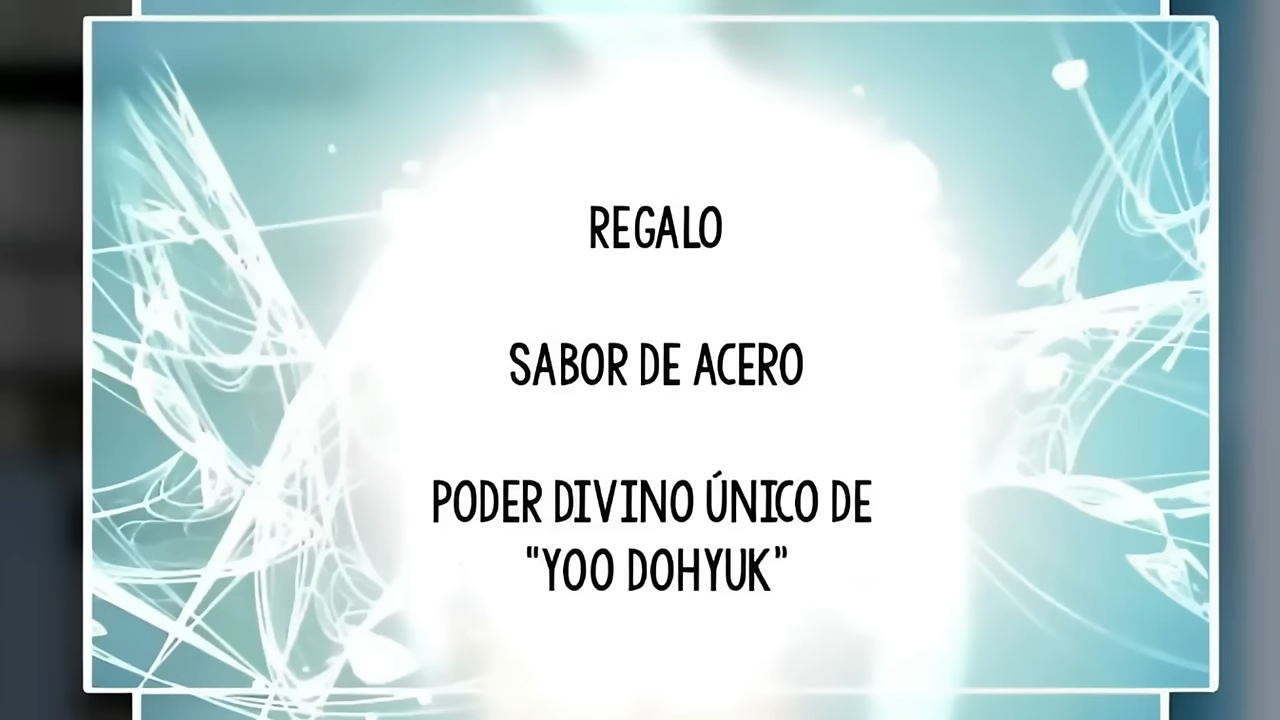 REGALO
SABOR DE ACERO
PODER DIVINO ÚNICO DE
"YOO DOHYUK"